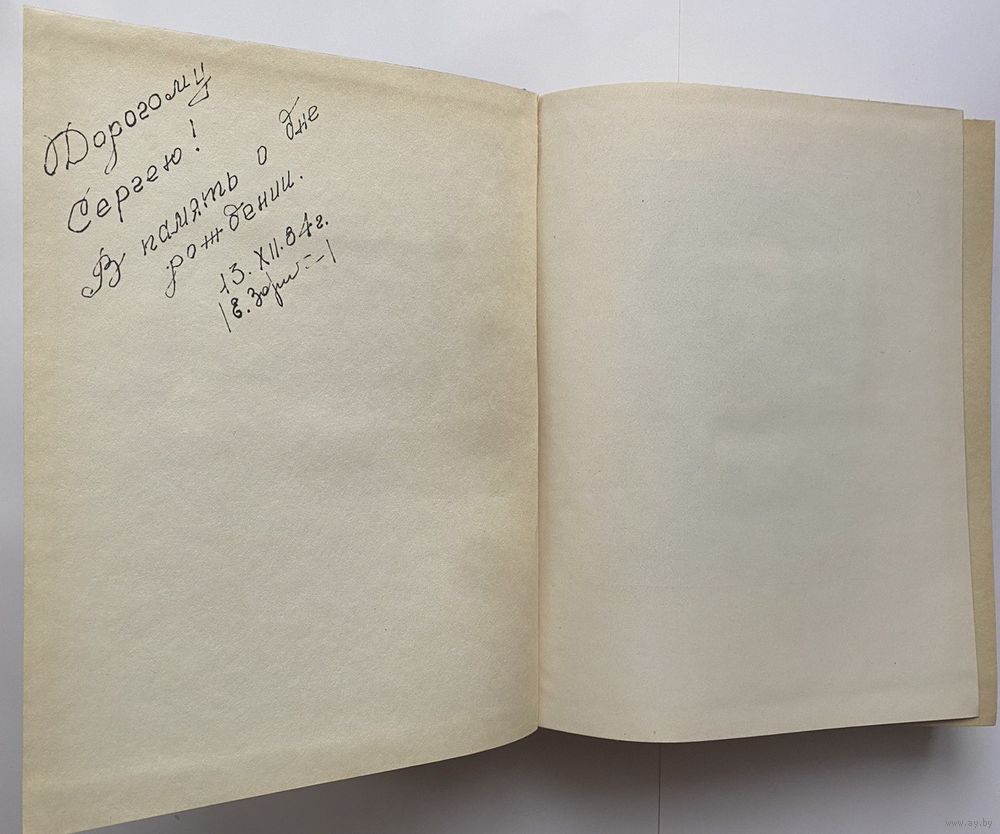 Дорогому
Сергею!
В память о дне
рождении.
13.XII.84г.
www.ay.by